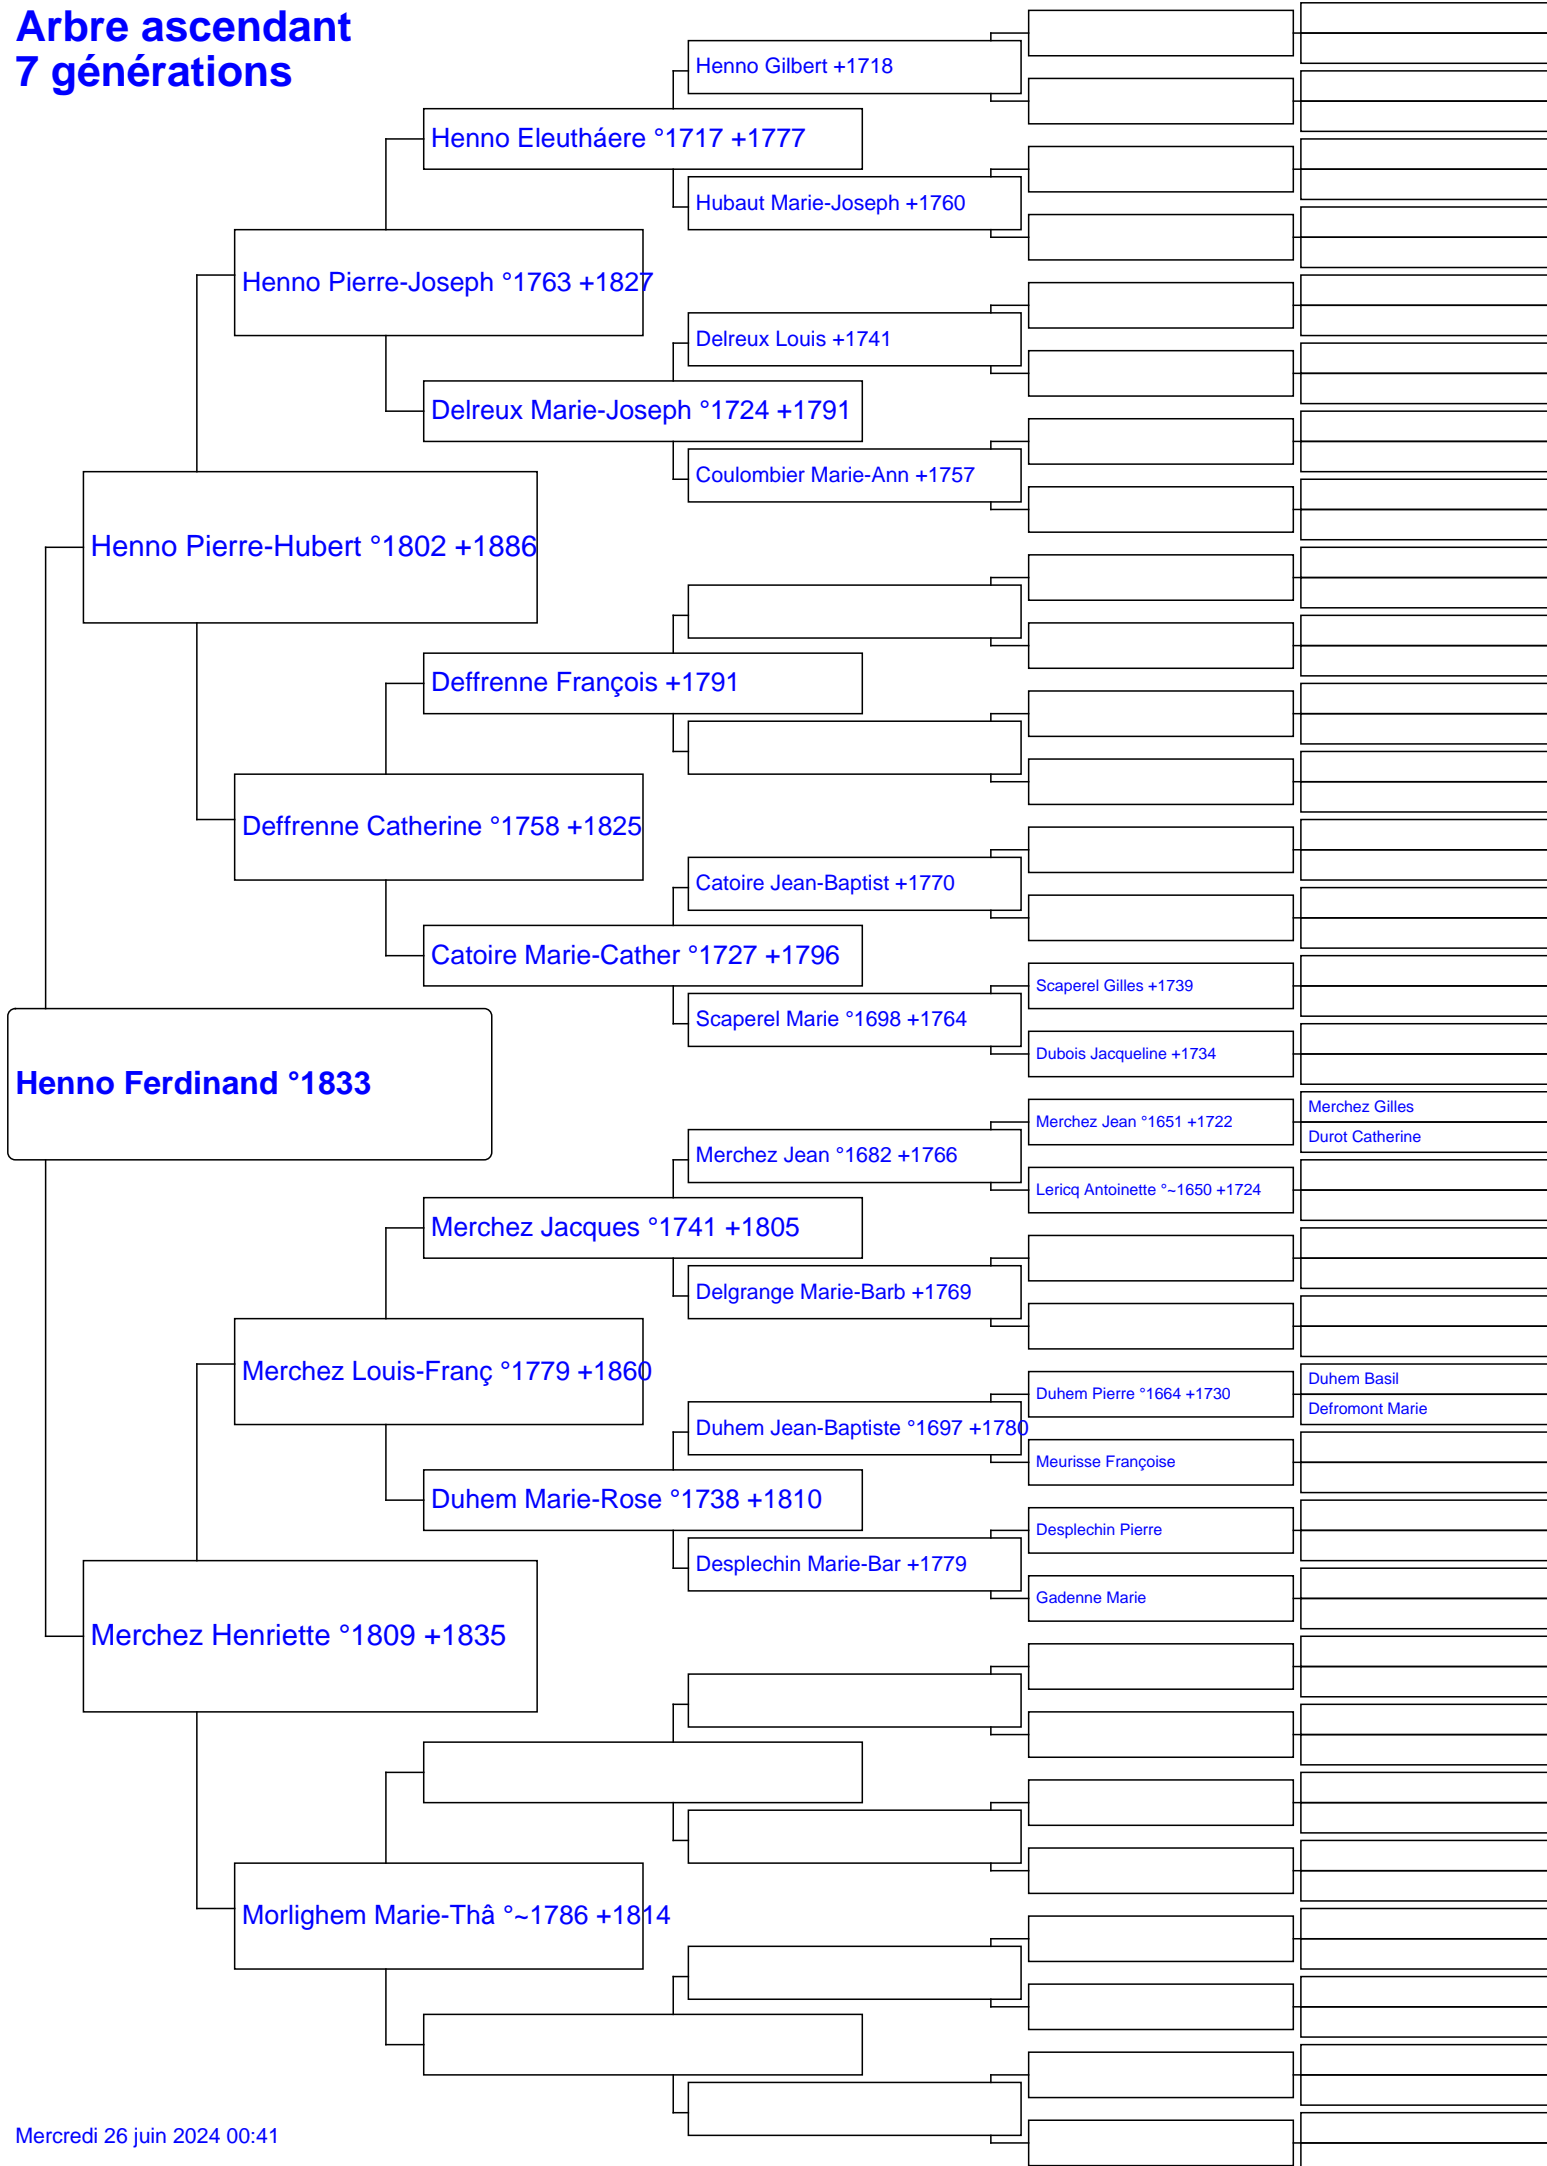 Arbre ascendant
7 générations
Henno Gilbert +1718
Henno Eleutháere °1717 +1777
Hubaut Marie-Joseph +1760
Henno Pierre-Joseph °1763 +1827
Delreux Louis +1741
Delreux Marie-Joseph °1724 +1791
Coulombier Marie-Ann +1757
Henno Pierre-Hubert °1802 +1886
Deffrenne François +1791
Deffrenne Catherine °1758 +1825
Catoire Jean-Baptist +1770
Catoire Marie-Cather °1727 +1796
Scaperel Gilles +1739
Scaperel Marie °1698 +1764
Dubois Jacqueline +1734
Henno Ferdinand °1833
Merchez Gilles
Merchez Jean °1651 +1722
Durot Catherine
Merchez Jean °1682 +1766
Lericq Antoinette °~1650 +1724
Merchez Jacques °1741 +1805
Delgrange Marie-Barb +1769
Merchez Louis-Franç °1779 +1860
Duhem Basil
Duhem Pierre °1664 +1730
Defromont Marie
Duhem Jean-Baptiste °1697 +1780
Meurisse Françoise
Duhem Marie-Rose °1738 +1810
Desplechin Pierre
Desplechin Marie-Bar +1779
Gadenne Marie
Merchez Henriette °1809 +1835
Morlighem Marie-Thâ °~1786 +1814
Mercredi 26 juin 2024 00:41